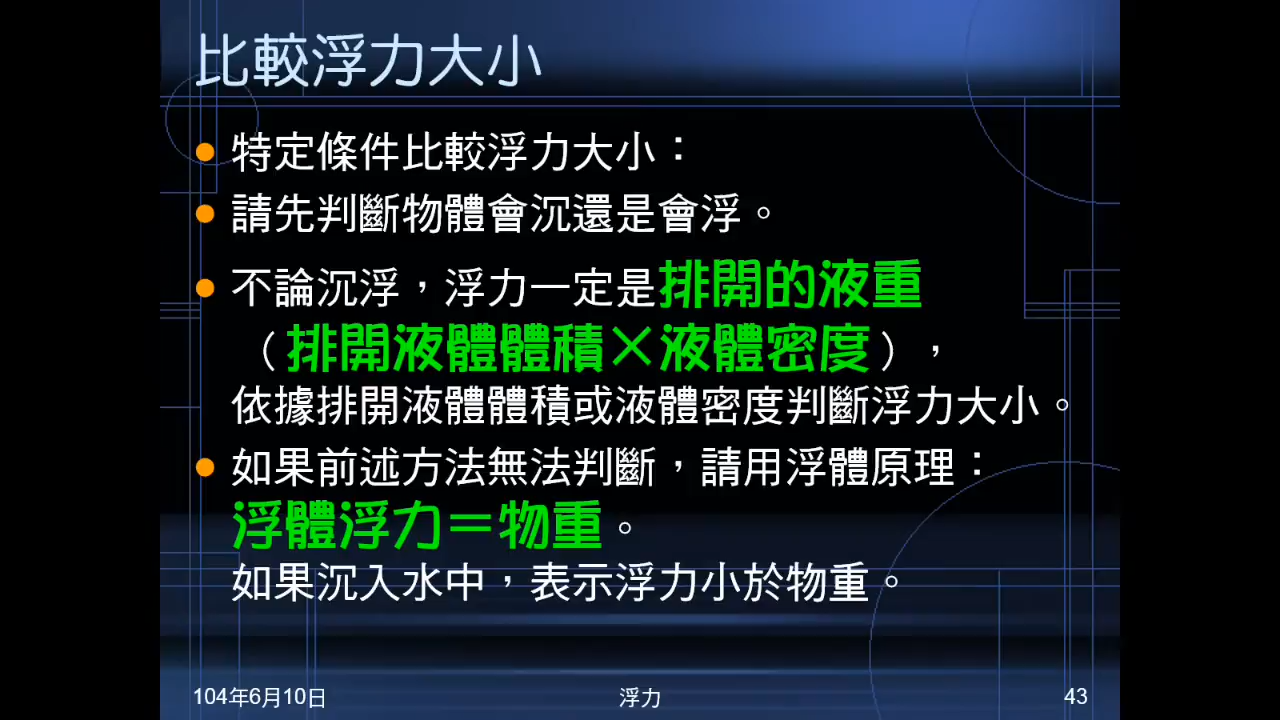 比較浮力大小
特定條件比較浮力大小：
請先判斷物體會沉還是會浮。
不論沉浮，浮力一定是排開的液重
（排開液體體積×液體密度），
依據排開液體體積或液體密度判斷浮力大小。
如果前述方法無法判斷，請用浮體原理：
浮體浮力＝物重。
如果沉入水中，表示浮力小於物重。
104年6月10日
浮力
43